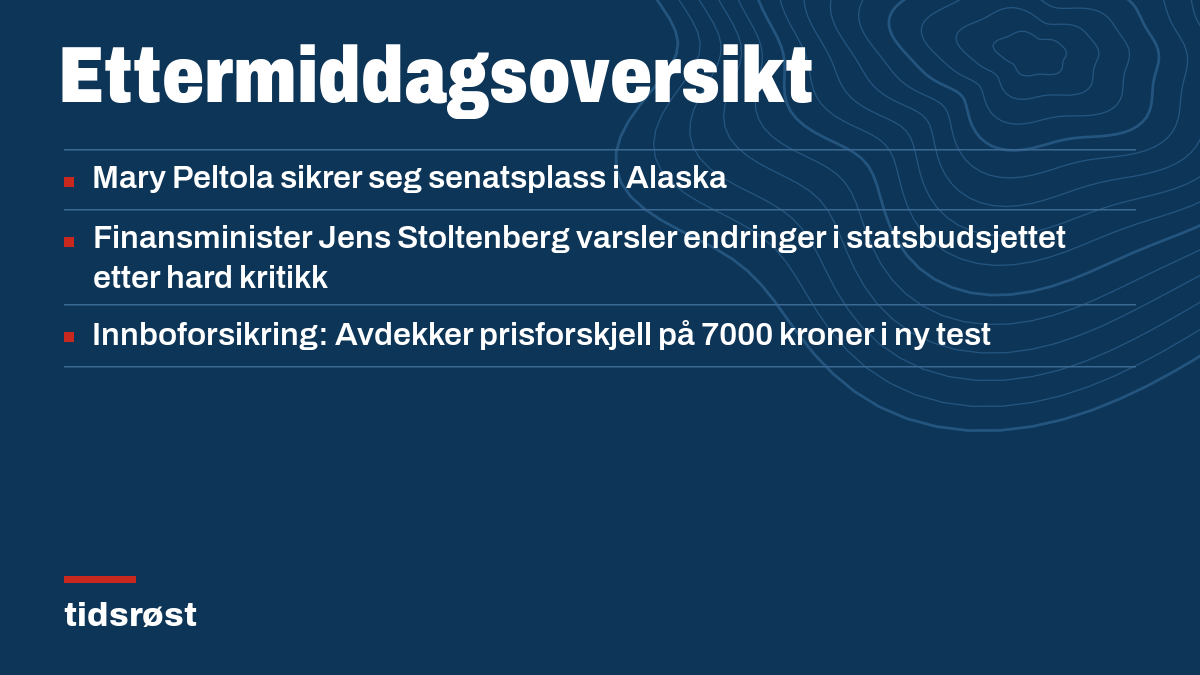 Ettermiddagsoversikt
Mary Peltola sikrer seg senatsplass i Alaska
Finansminister Jens Stoltenberg varsler endringer i statsbudsjettet
etter hard kritikk
Innboforsikring: Avdekker prisforskjell på 7000 kroner i ny test
tidsrøst